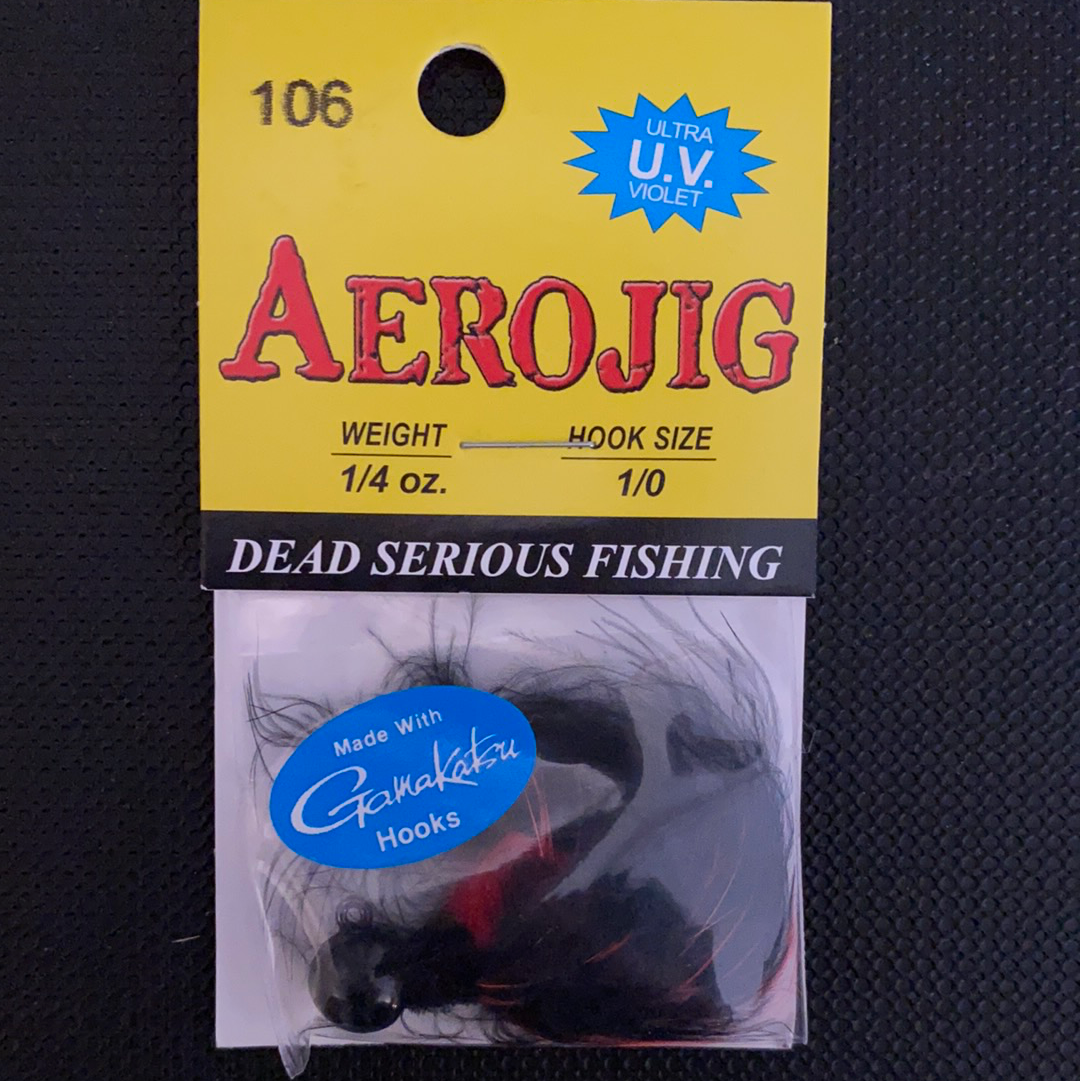 106
ULTRA
U.V.
VIOLET
AEROJIG
WEIGHT
1/4 oz.
HOOK SIZE
1/0
DEAD SERIOUS FISHING
Made With
Gamakatsu
Hooks